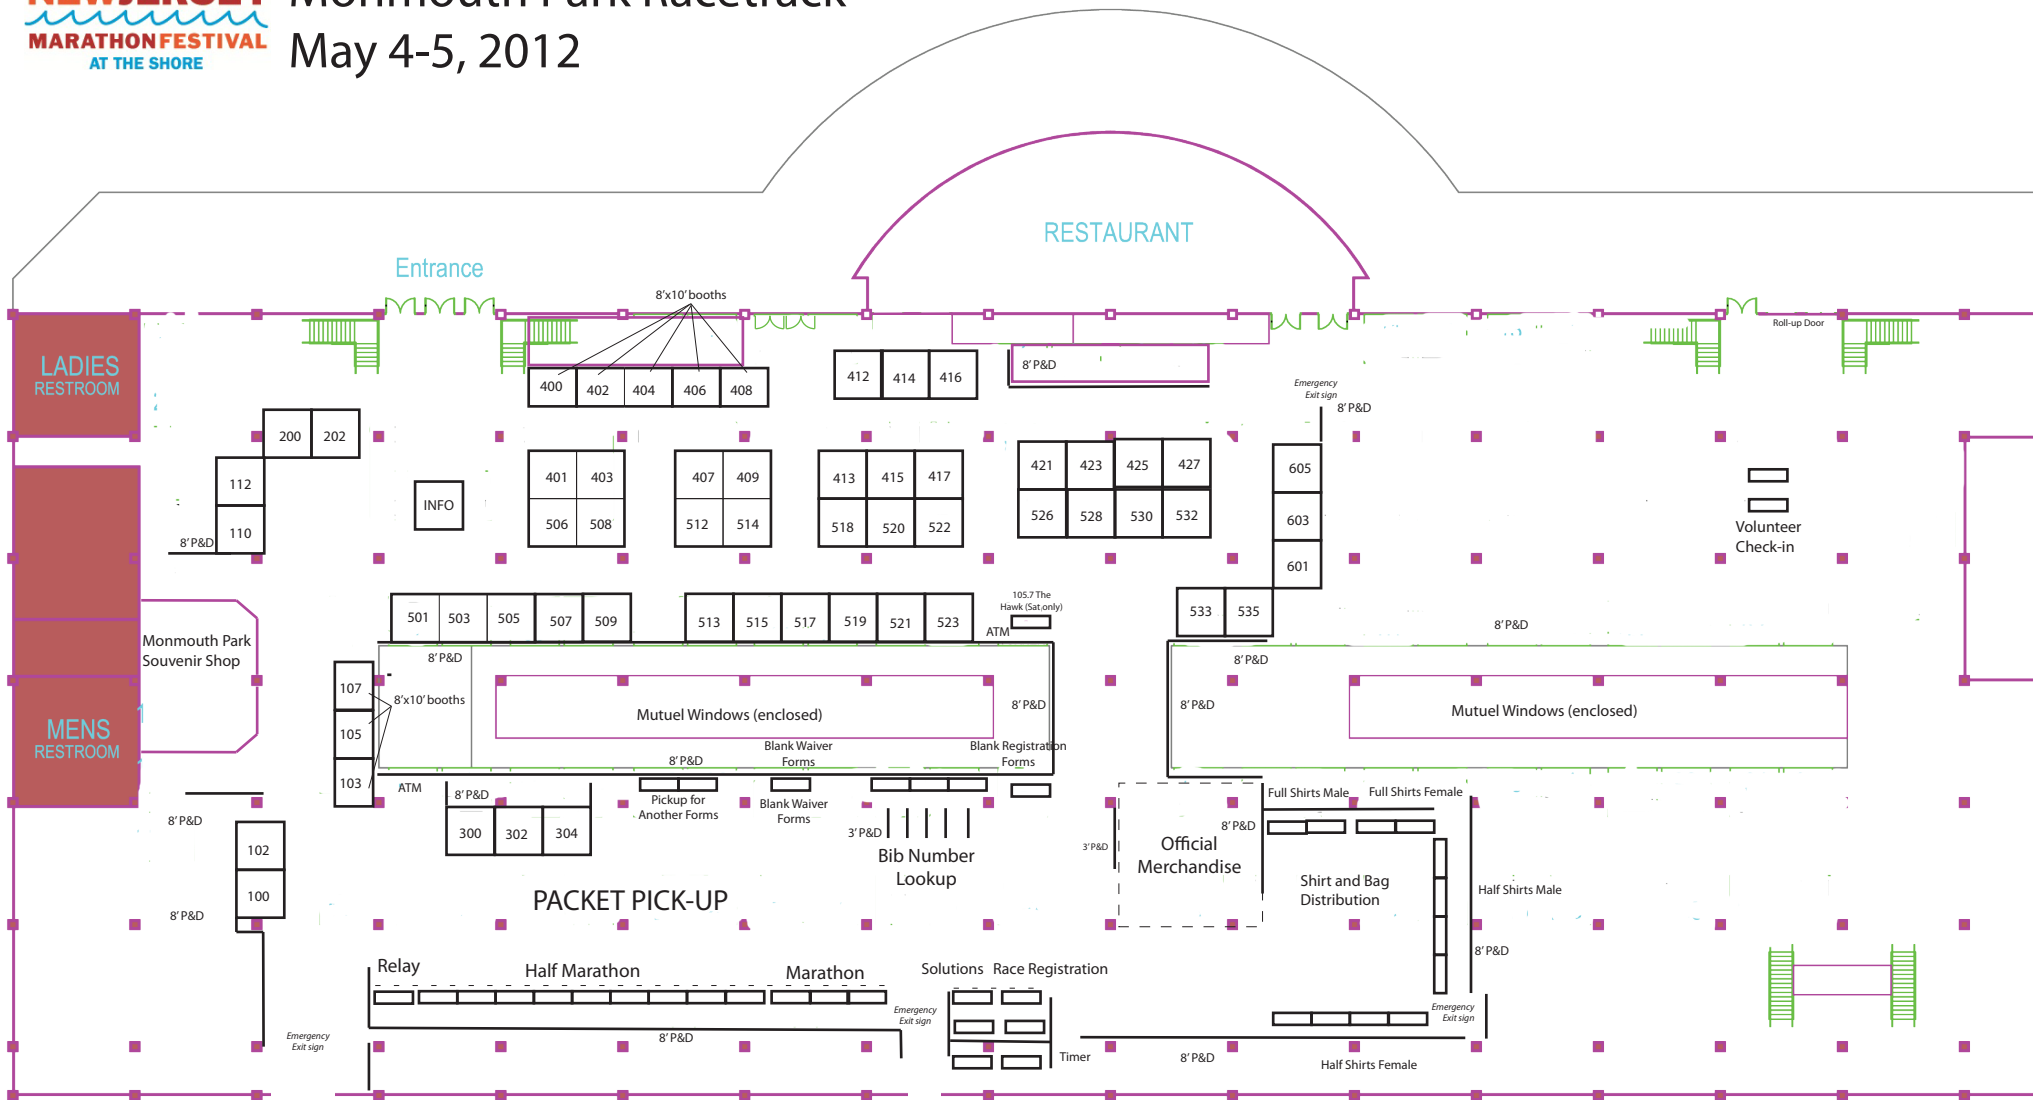 NEW JERSEY
MARATHON FESTIVAL
AT THE SHORE
Monmouth Park Racetrack
May 4-5, 2012
RESTAURANT
Entrance
8'x10' booths
Roll-up Door
LADIES
RESTROOM
400
402
404
406
408
412
414
416
8' P&D
Emergency
Exit sign
8' P&D
200
202
112
110
8' P&D
INFO
401
403
506
508
407
409
512
514
413
415
417
518
520
522
421
423
425
427
526
528
530
532
605
603
601
533
535
Volunteer
Check-in
501
503
505
507
509
513
515
517
519
521
523
105.7 The
Hawk (Sat only)
ATM
8' P&D
8' P&D
8' P&D
Monmouth Park
Souvenir Shop
107
105
103
8'x10' booths
8' P&D
8' P&D
Mutuel Windows (enclosed)
Mutuel Windows (enclosed)
MENS
RESTROOM
Blank Waiver
Forms
Blank Registration
Forms
8' P&D
ATM
8' P&D
Pickup for
Another Forms
Blank Waiver
Forms
Full Shirts Male
Full Shirts Female
8' P&D
102
100
8' P&D
300
302
304
3' P&D
Bib Number
Lookup
3' P&D
Official
Merchandise
8' P&D
Shirt and Bag
Distribution
Half Shirts Male
8' P&D
PACKET PICK-UP
Relay
Half Marathon
Marathon
Solutions
Race Registration
Emergency
Exit sign
Emergency
Exit sign
Emergency
Exit sign
8' P&D
Timer
8' P&D
Half Shirts Female